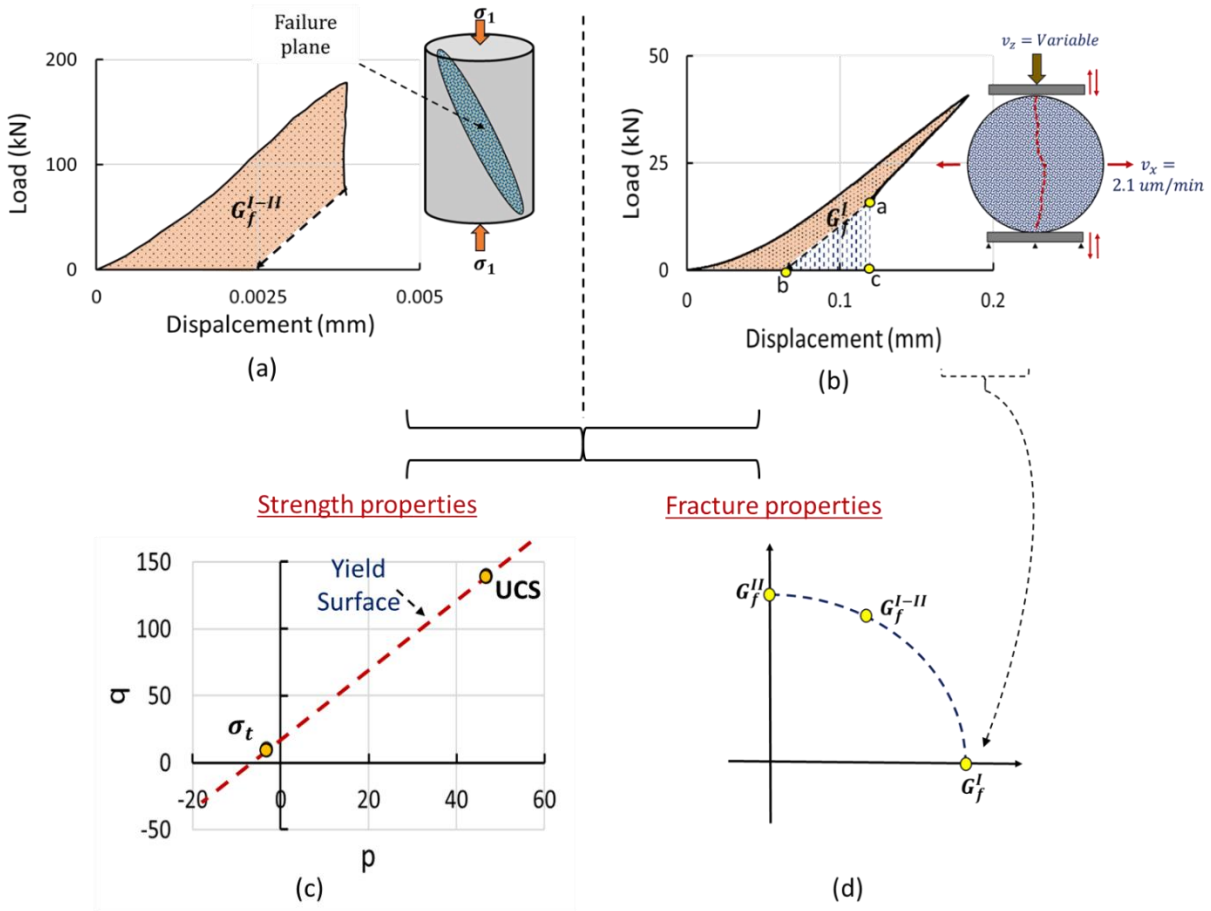 σ₁
Failure
plane
200
100
0
Load (kN)
G_f^{I-II}
0
0.0025
0.005
Dispalcement (mm)
σ₁
(a)
v_z = Variable
50
25
0
Load (kN)
G_f^I
a
b
c
0
0.1
0.2
v_x =
2.1 um/min
Displacement (mm)
(b)
Strength properties
Fracture properties
150
100
50
0
-50
q
Yield
Surface
UCS
σ_t
-20
0
20
40
60
p
(c)
G_f^{II}
G_f^{I-II}
G_f^I
(d)